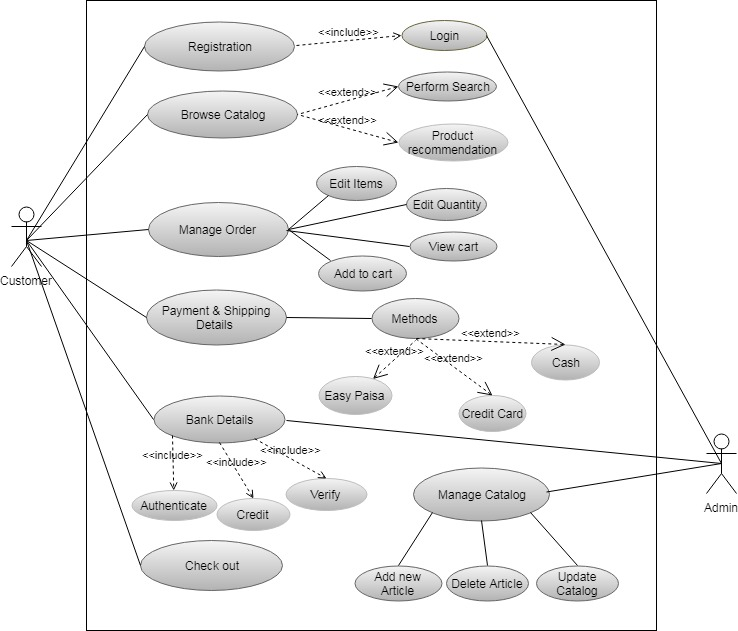 Registration
<<include>>
Login
Browse Catalog
<<extend>>
Perform Search
<<extend>>
Product
recommendation
Customer
Manage Order
Edit Items
Edit Quantity
View cart
Add to cart
Payment & Shipping
Details
Methods
<<extend>>
<<extend>>
<<extend>>
Cash
Easy Paisa
Credit Card
Bank Details
<<include>>
<<include>>
<<include>>
Authenticate
Credit
Verify
Admin
Manage Catalog
Add new
Article
Delete Article
Update
Catalog
Check out